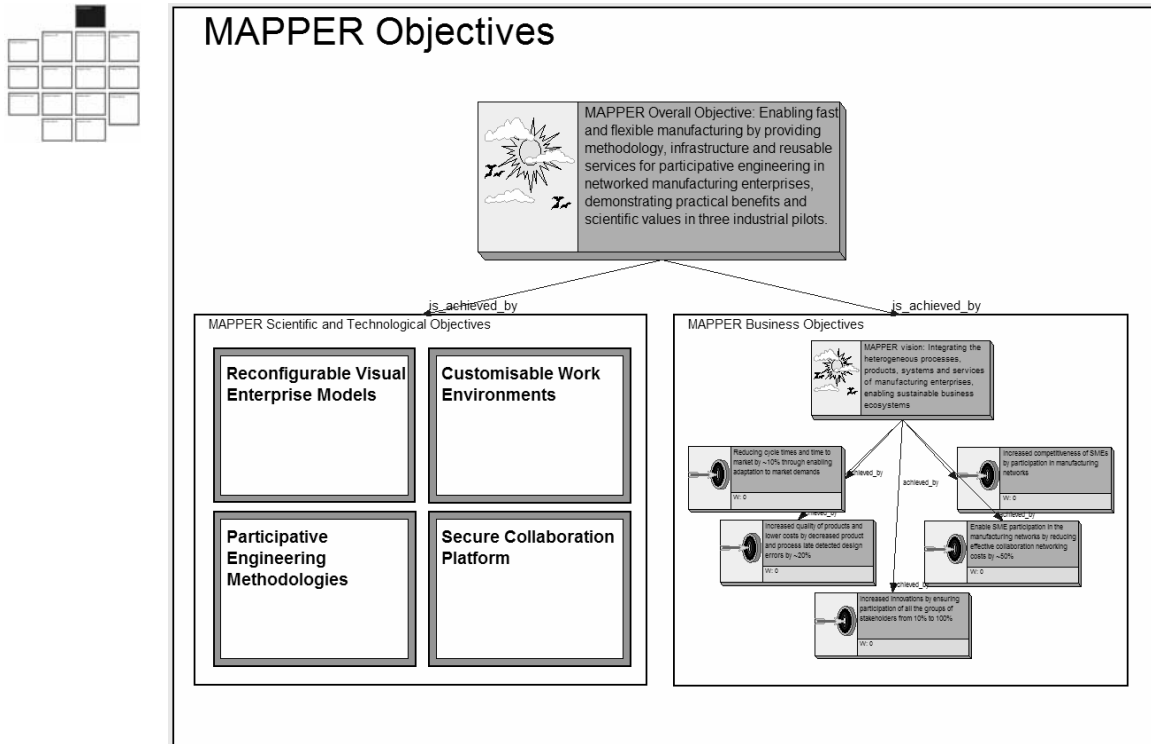 MAPPER Objectives
MAPPER Overall Objective: Enabling fast
and flexible manufacturing by providing
methodology, infrastructure and reusable
services for participative engineering in
networked manufacturing enterprises,
demonstrating practical benefits and
scientific values in three industrial pilots.
is_achieved_by
is_achieved_by
MAPPER Scientific and Technological Objectives
Reconfigurable Visual
Enterprise Models
Customisable Work
Environments
Participative
Engineering
Methodologies
Secure Collaboration
Platform
MAPPER Business Objectives
MAPPER vision: Integrating the
heterogeneous processes,
products, systems and services
of manufacturing enterprises,
enabling sustainable business
ecosystems
Reducing cycle times and time to
market by ~10% through enabling
adaptation to market demands
W: 0
achieved_by
achieved_by
Increased competitiveness of SMEs
by participation in manufacturing
networks
W: 0
achieved_by
Increased quality of products and
lower costs by decreased product
and process late detected design
errors by ~20%
W: 0
achieved_by
Enable SME participation in the
manufacturing networks by reducing
effective collaboration networking
costs by ~50%
W: 0
achieved_by
Increased innovations by ensuring
participation of all the groups of
stakeholders from 10% to 100%
W: 0